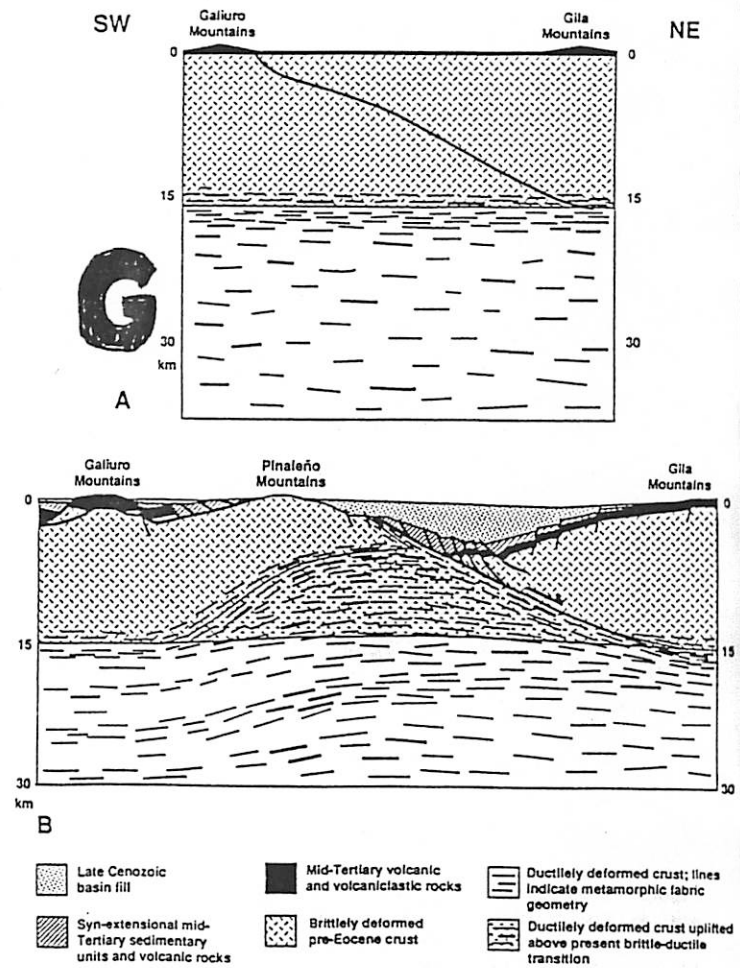 SW
Galiuro
Mountains
Gila
Mountains
NE
0
0
15
15
G
30
km
30
A
Galiuro
Mountains
Pinaleño
Mountains
Gila
Mountains
0
0
15
15
30
km
30
B
Late Cenozoic
basin fill
Mid-Tertiary volcanic
and volcaniclastic rocks
Ductilely deformed crust; lines
indicate metamorphic fabric
geometry
Syn-extensional mid-
Tertiary sedimentary
units and volcanic rocks
Brittlely deformed
pre-Eocene crust
Ductilely deformed crust uplifted
above present brittle-ductile
transition